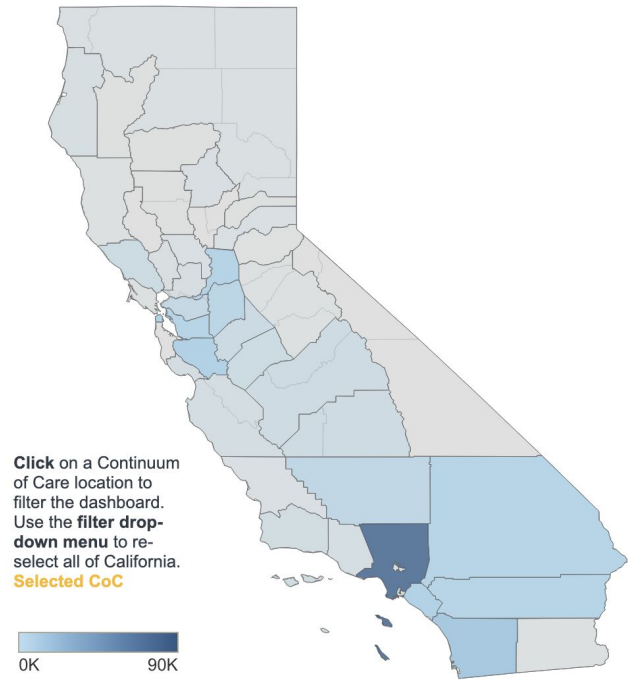 Click on a Continuum
of Care location to
filter the dashboard.
Use the filter drop-
down menu to re-
select all of California.
Selected CoC
0K 90K